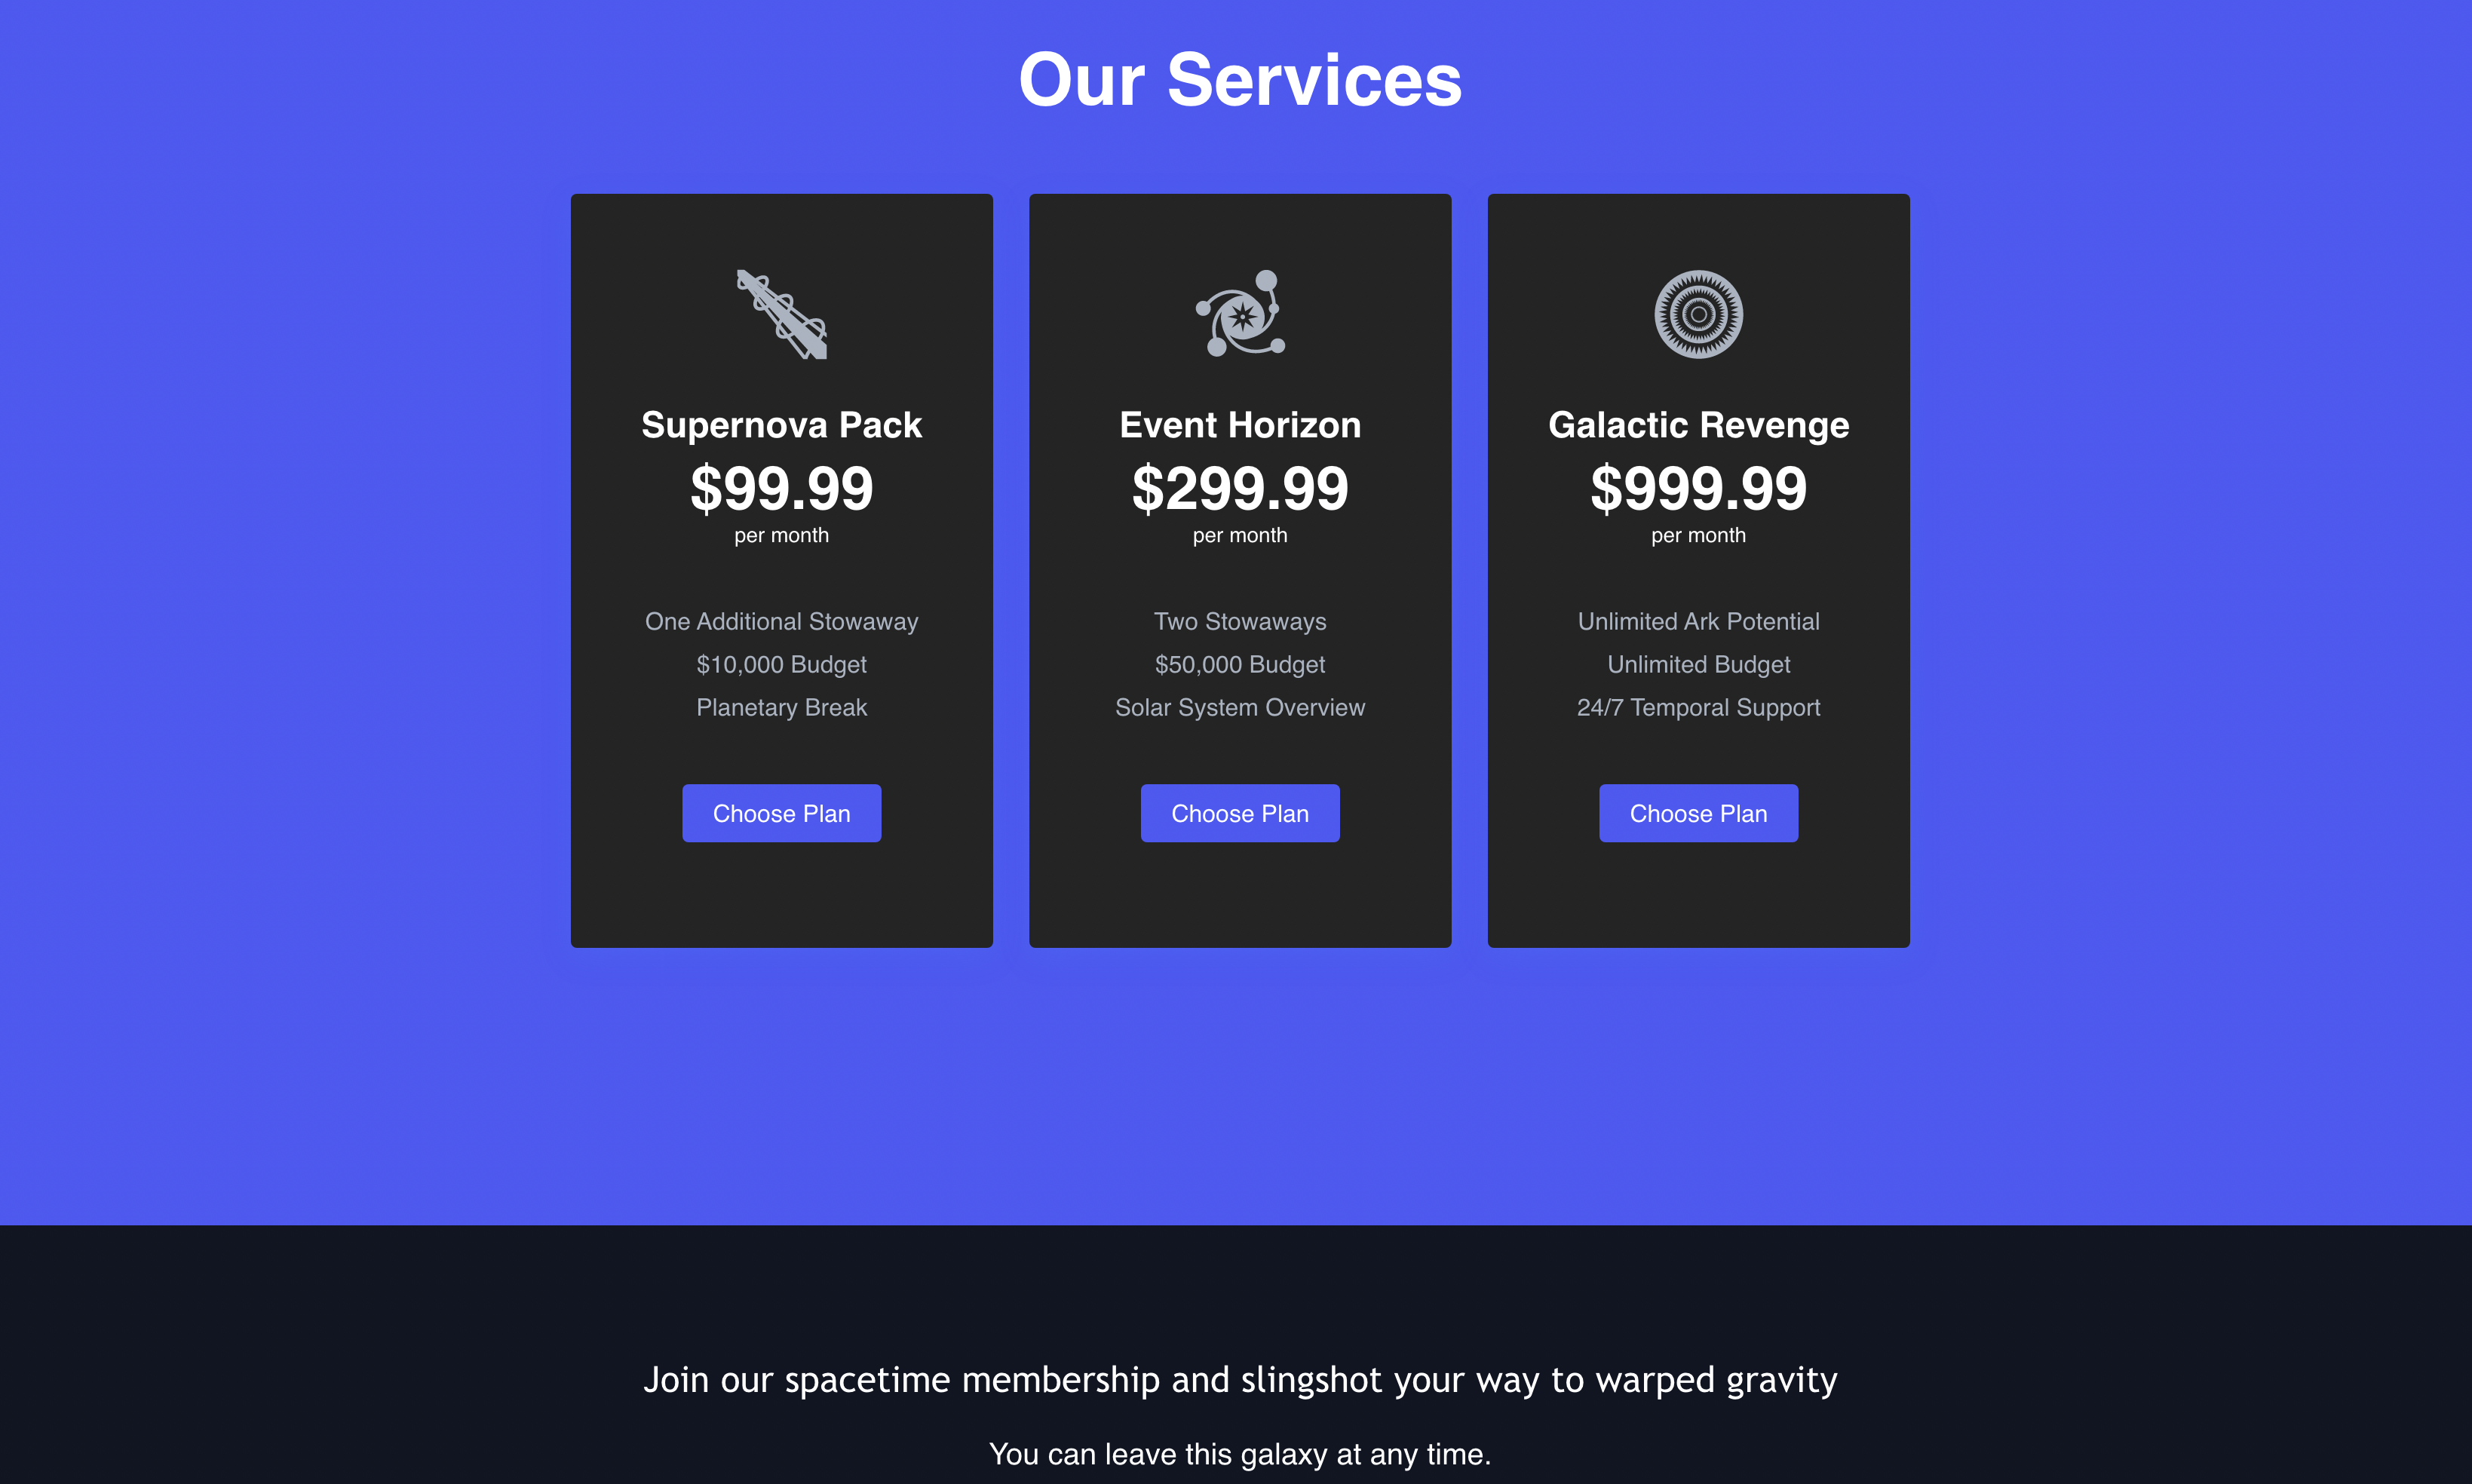 Our Services
Supernova Pack
$99.99
per month
One Additional Stowaway
$10,000 Budget
Planetary Break
Choose Plan
Event Horizon
$299.99
per month
Two Stowaways
$50,000 Budget
Solar System Overview
Choose Plan
Galactic Revenge
$999.99
per month
Unlimited Ark Potential
Unlimited Budget
24/7 Temporal Support
Choose Plan
Join our spacetime membership and slingshot your way to warped gravity
You can leave this galaxy at any time.